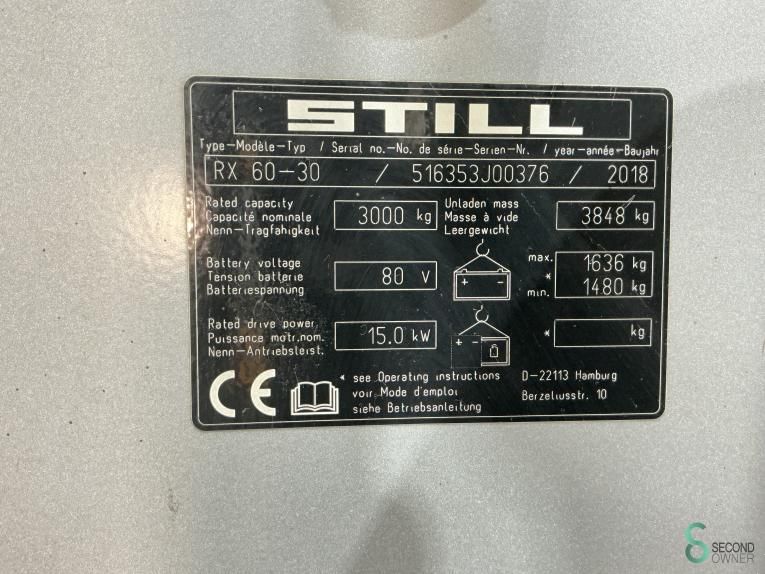 STILL
Type-Modèle-Typ / Serial no.-No. de série-Serien-Nr. / year-année-Baujahr
RX 60-30 / 516353J00376 / 2018
Rated capacity
Capacité nominale
Nenn-Tragfähigkeit
3000 kg
Unladen mass
Masse à vide
Leergewicht
3848 kg
Battery voltage
Tension batterie
Batteriespannung
80 V
+ -
max. 1636 kg
*
min. 1480 kg
Rated drive power
Puissance motr.nom.
Nenn-Antriebsleist.
15.0 kW
+ -
* kg
CE
* see Operating instructions
voir Mode d'emploi
siehe Betriebsanleitung
D-22113 Hamburg
Berzeliusstr. 10
SECOND
OWNER